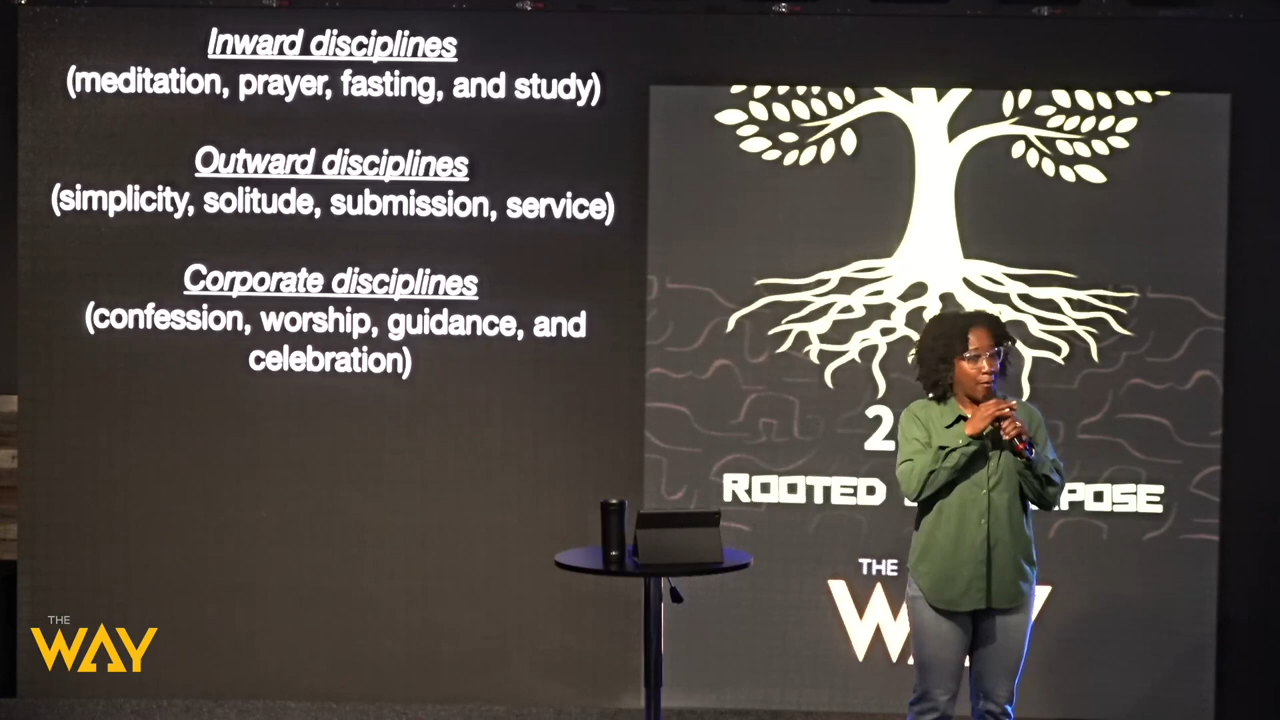 Inward disciplines
(meditation, prayer, fasting, and study)
Outward disciplines
(simplicity, solitude, submission, service)
Corporate disciplines
(confession, worship, guidance, and
celebration)
2
ROOTED
THE
THE
WAY